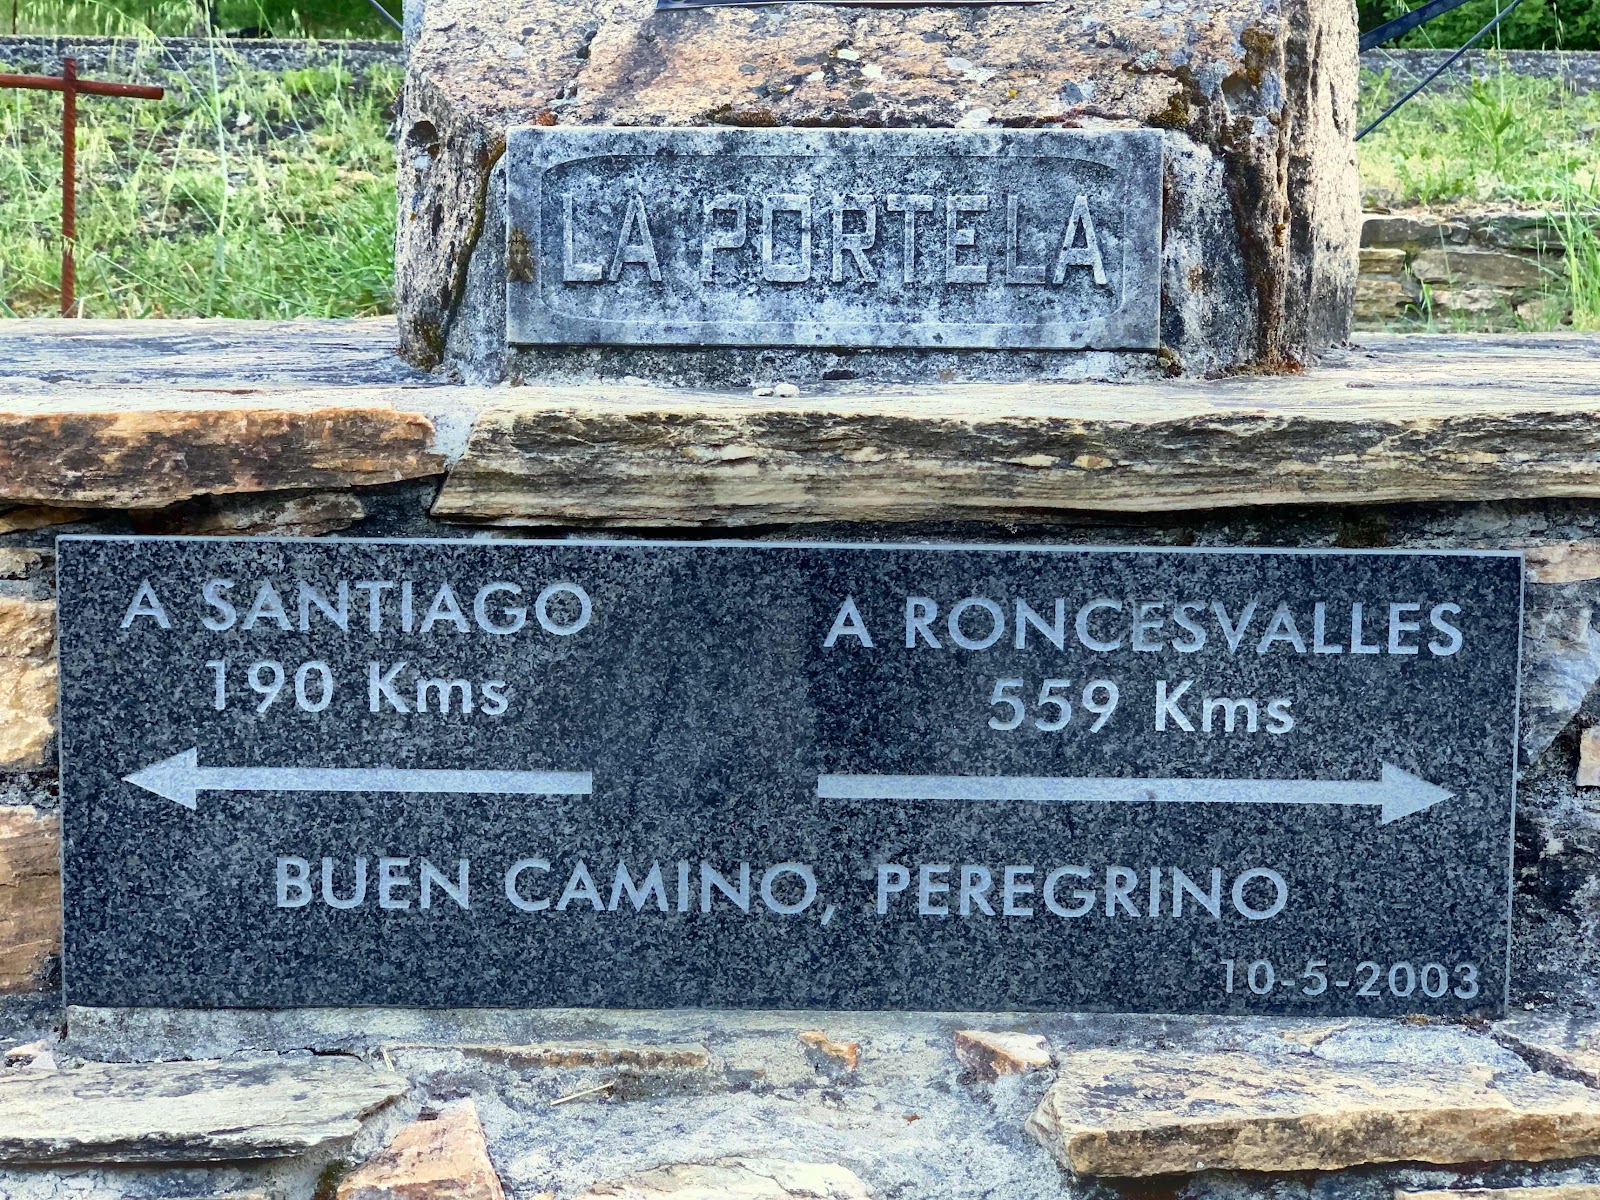 LA PORTELA
A SANTIAGO
190 Kms
A RONCESVALLES
559 Kms
BUEN CAMINO, PEREGRINO
10-5-2003